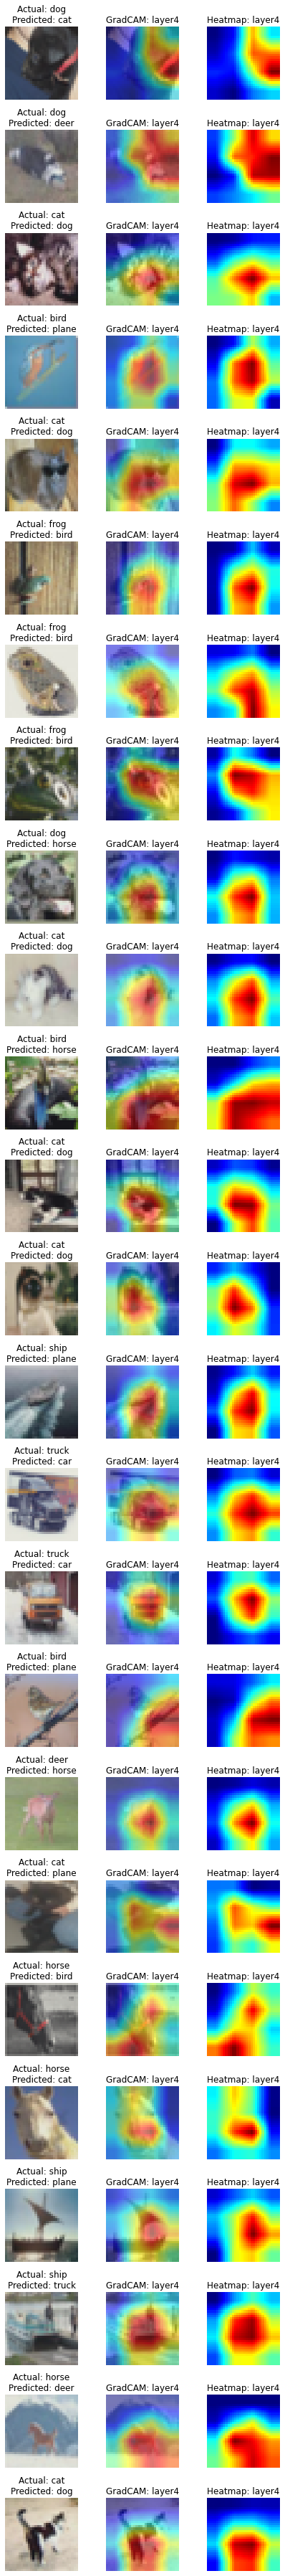 Actual: dog
Predicted: cat
GradCAM: layer4
Heatmap: layer4
Actual: dog
Predicted: deer
GradCAM: layer4
Heatmap: layer4
Actual: cat
Predicted: dog
GradCAM: layer4
Heatmap: layer4
Actual: bird
Predicted: plane
GradCAM: layer4
Heatmap: layer4
Actual: cat
Predicted: dog
GradCAM: layer4
Heatmap: layer4
Actual: frog
Predicted: bird
GradCAM: layer4
Heatmap: layer4
Actual: frog
Predicted: bird
GradCAM: layer4
Heatmap: layer4
Actual: frog
Predicted: bird
GradCAM: layer4
Heatmap: layer4
Actual: dog
Predicted: horse
GradCAM: layer4
Heatmap: layer4
Actual: cat
Predicted: dog
GradCAM: layer4
Heatmap: layer4
Actual: bird
Predicted: horse
GradCAM: layer4
Heatmap: layer4
Actual: cat
Predicted: dog
GradCAM: layer4
Heatmap: layer4
Actual: cat
Predicted: dog
GradCAM: layer4
Heatmap: layer4
Actual: ship
Predicted: plane
GradCAM: layer4
Heatmap: layer4
Actual: truck
Predicted: car
GradCAM: layer4
Heatmap: layer4
Actual: truck
Predicted: car
GradCAM: layer4
Heatmap: layer4
Actual: bird
Predicted: plane
GradCAM: layer4
Heatmap: layer4
Actual: deer
Predicted: horse
GradCAM: layer4
Heatmap: layer4
Actual: cat
Predicted: plane
GradCAM: layer4
Heatmap: layer4
Actual: horse
Predicted: bird
GradCAM: layer4
Heatmap: layer4
Actual: horse
Predicted: cat
GradCAM: layer4
Heatmap: layer4
Actual: ship
Predicted: plane
GradCAM: layer4
Heatmap: layer4
Actual: ship
Predicted: truck
GradCAM: layer4
Heatmap: layer4
Actual: horse
Predicted: deer
GradCAM: layer4
Heatmap: layer4
Actual: cat
Predicted: dog
GradCAM: layer4
Heatmap: layer4